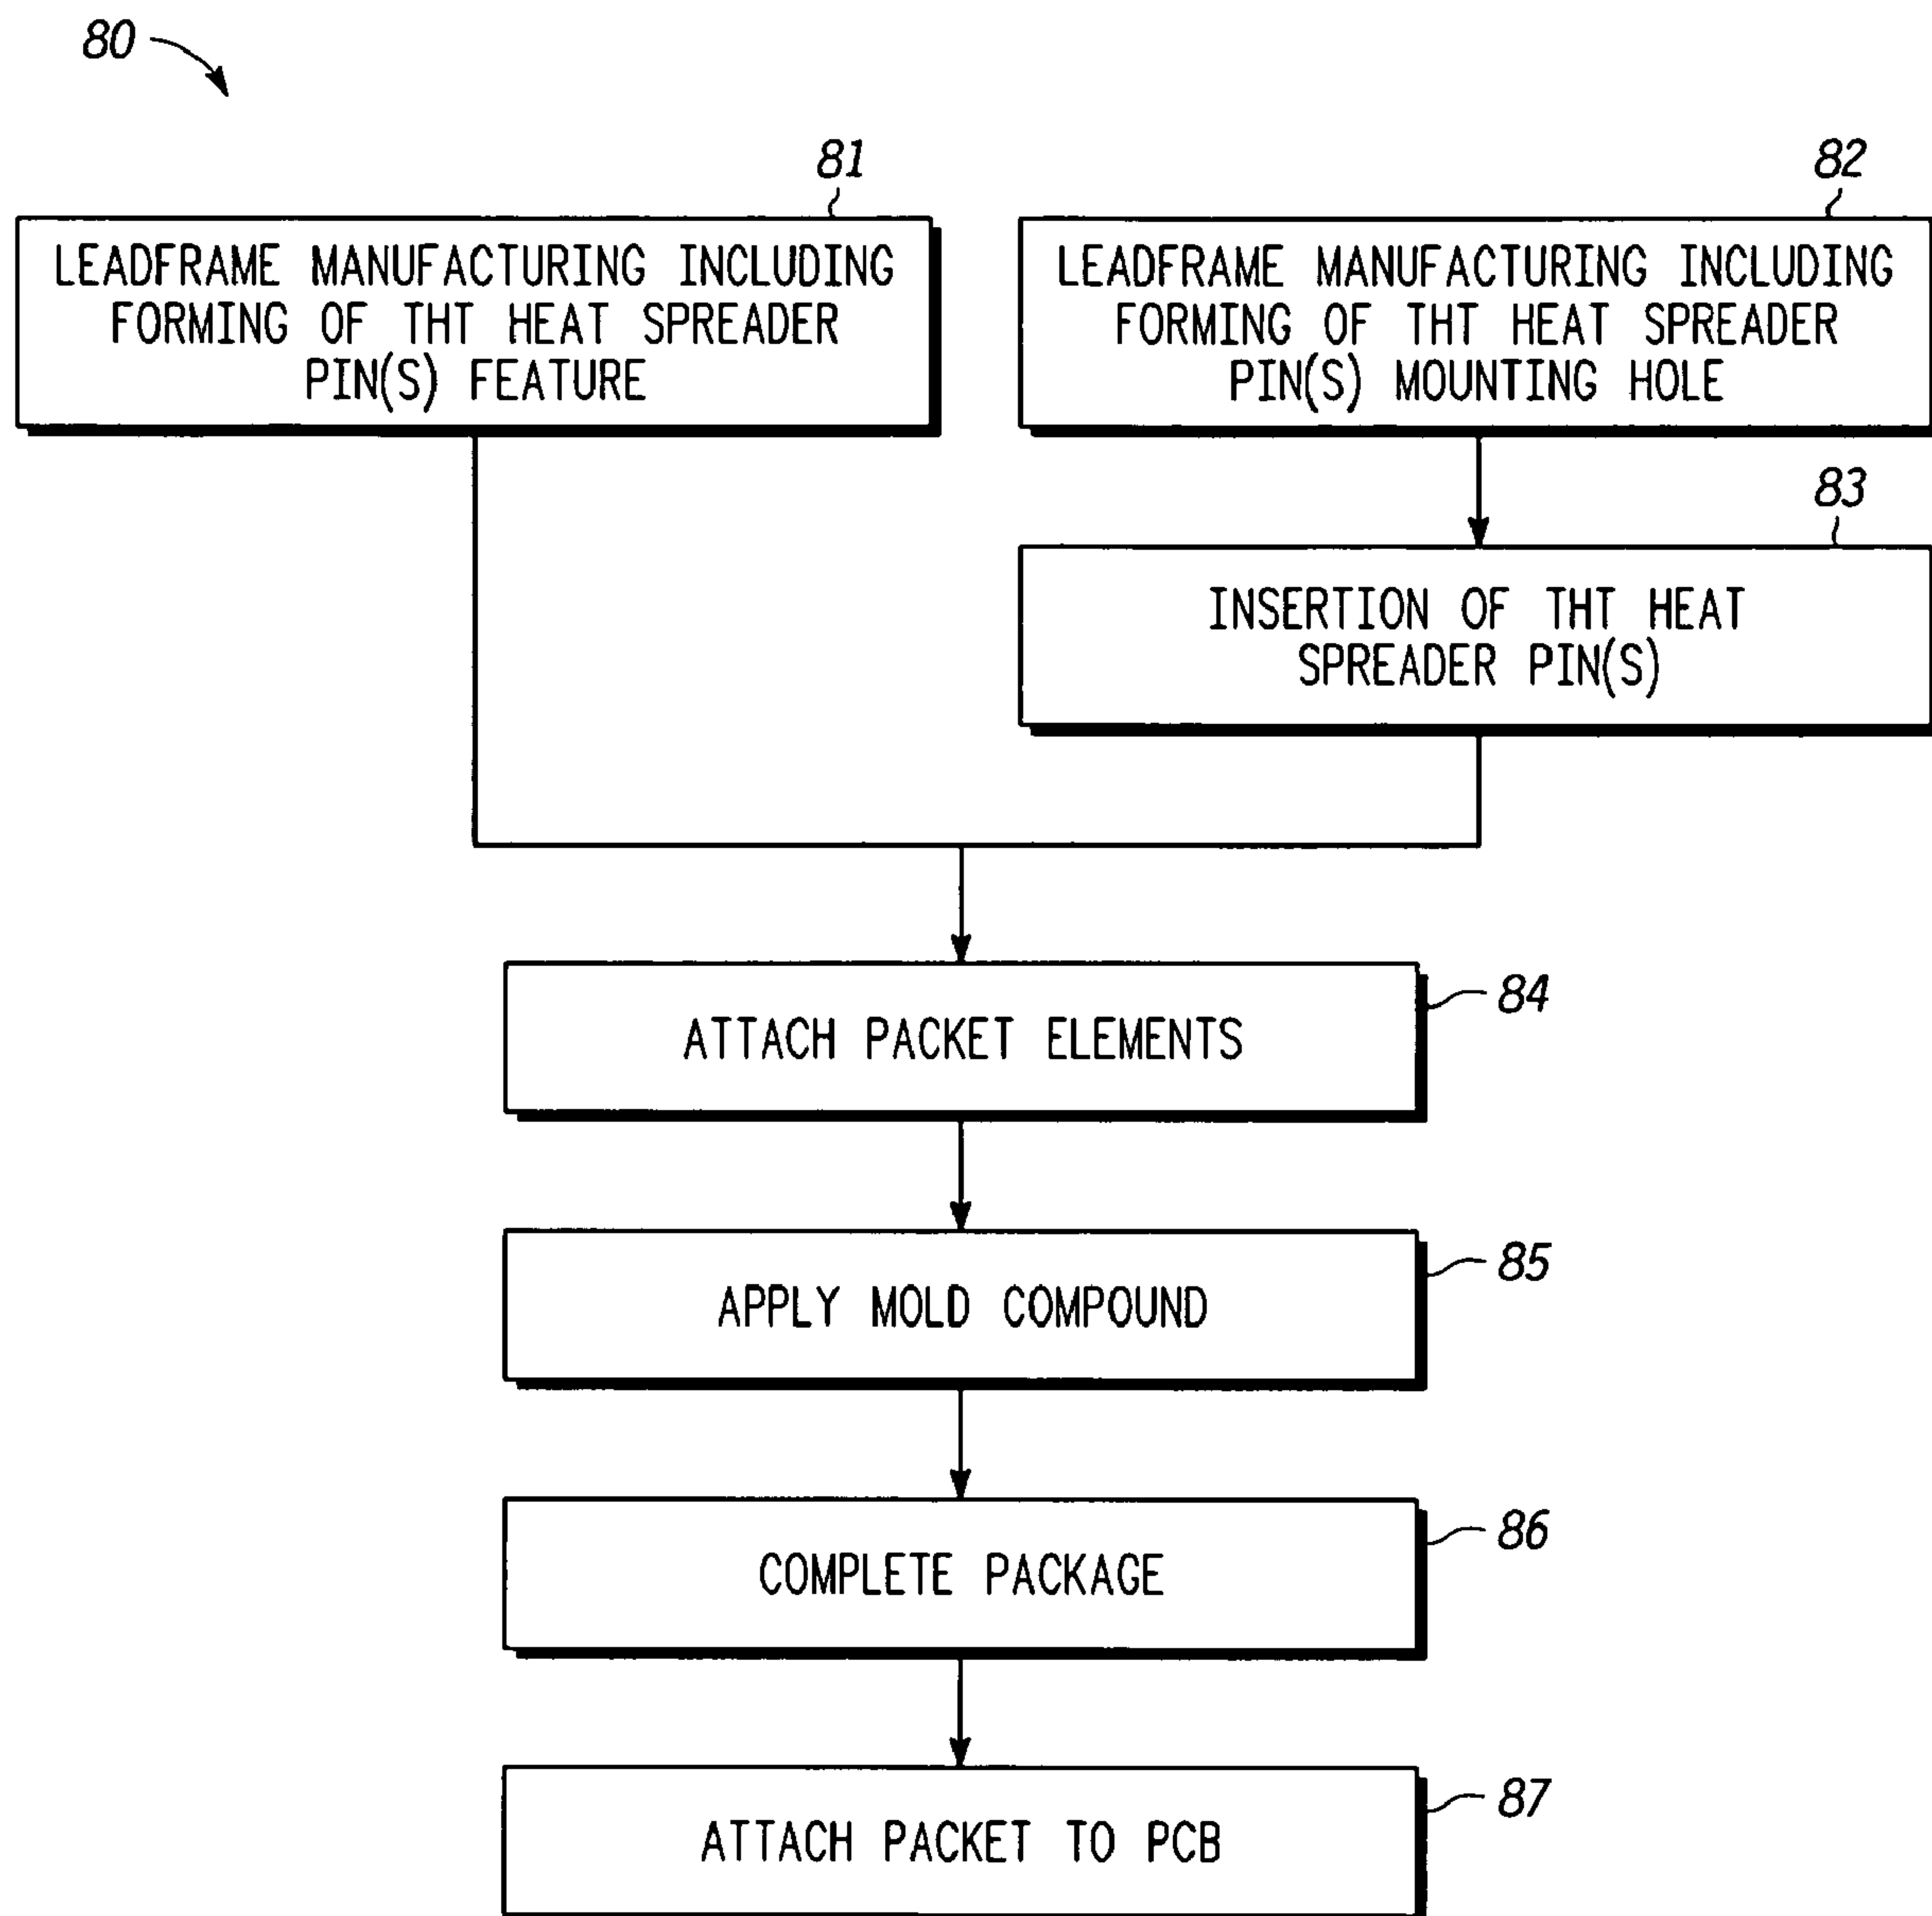 80
81
LEADFRAME MANUFACTURING INCLUDING
FORMING OF THT HEAT SPREADER
PIN(S) FEATURE
82
LEADFRAME MANUFACTURING INCLUDING
FORMING OF THT HEAT SPREADER
PIN(S) MOUNTING HOLE
83
INSERTION OF THT HEAT
SPREADER PIN(S)
84
ATTACH PACKET ELEMENTS
85
APPLY MOLD COMPOUND
86
COMPLETE PACKAGE
87
ATTACH PACKET TO PCB